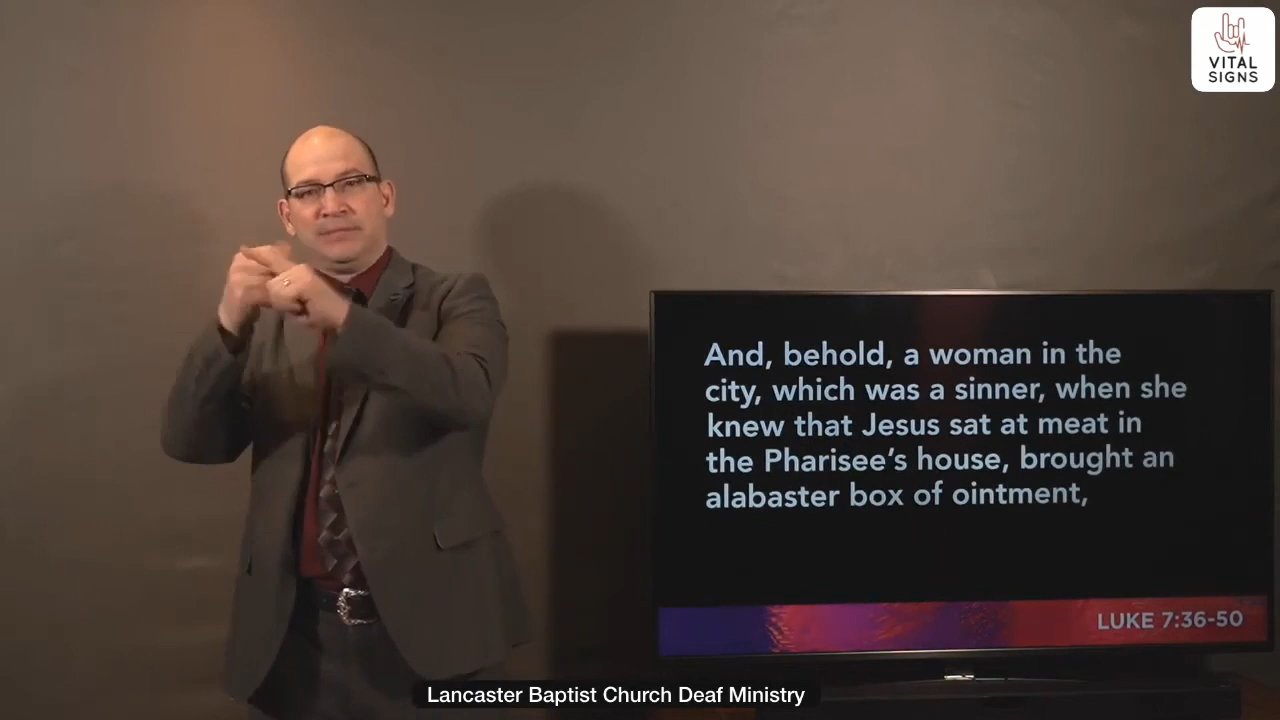 VITAL
SIGNS
And, behold, a woman in the
city, which was a sinner, when she
knew that Jesus sat at meat in
the Pharisee's house, brought an
alabaster box of ointment,
LUKE 7:36-50
Lancaster Baptist Church Deaf Ministry